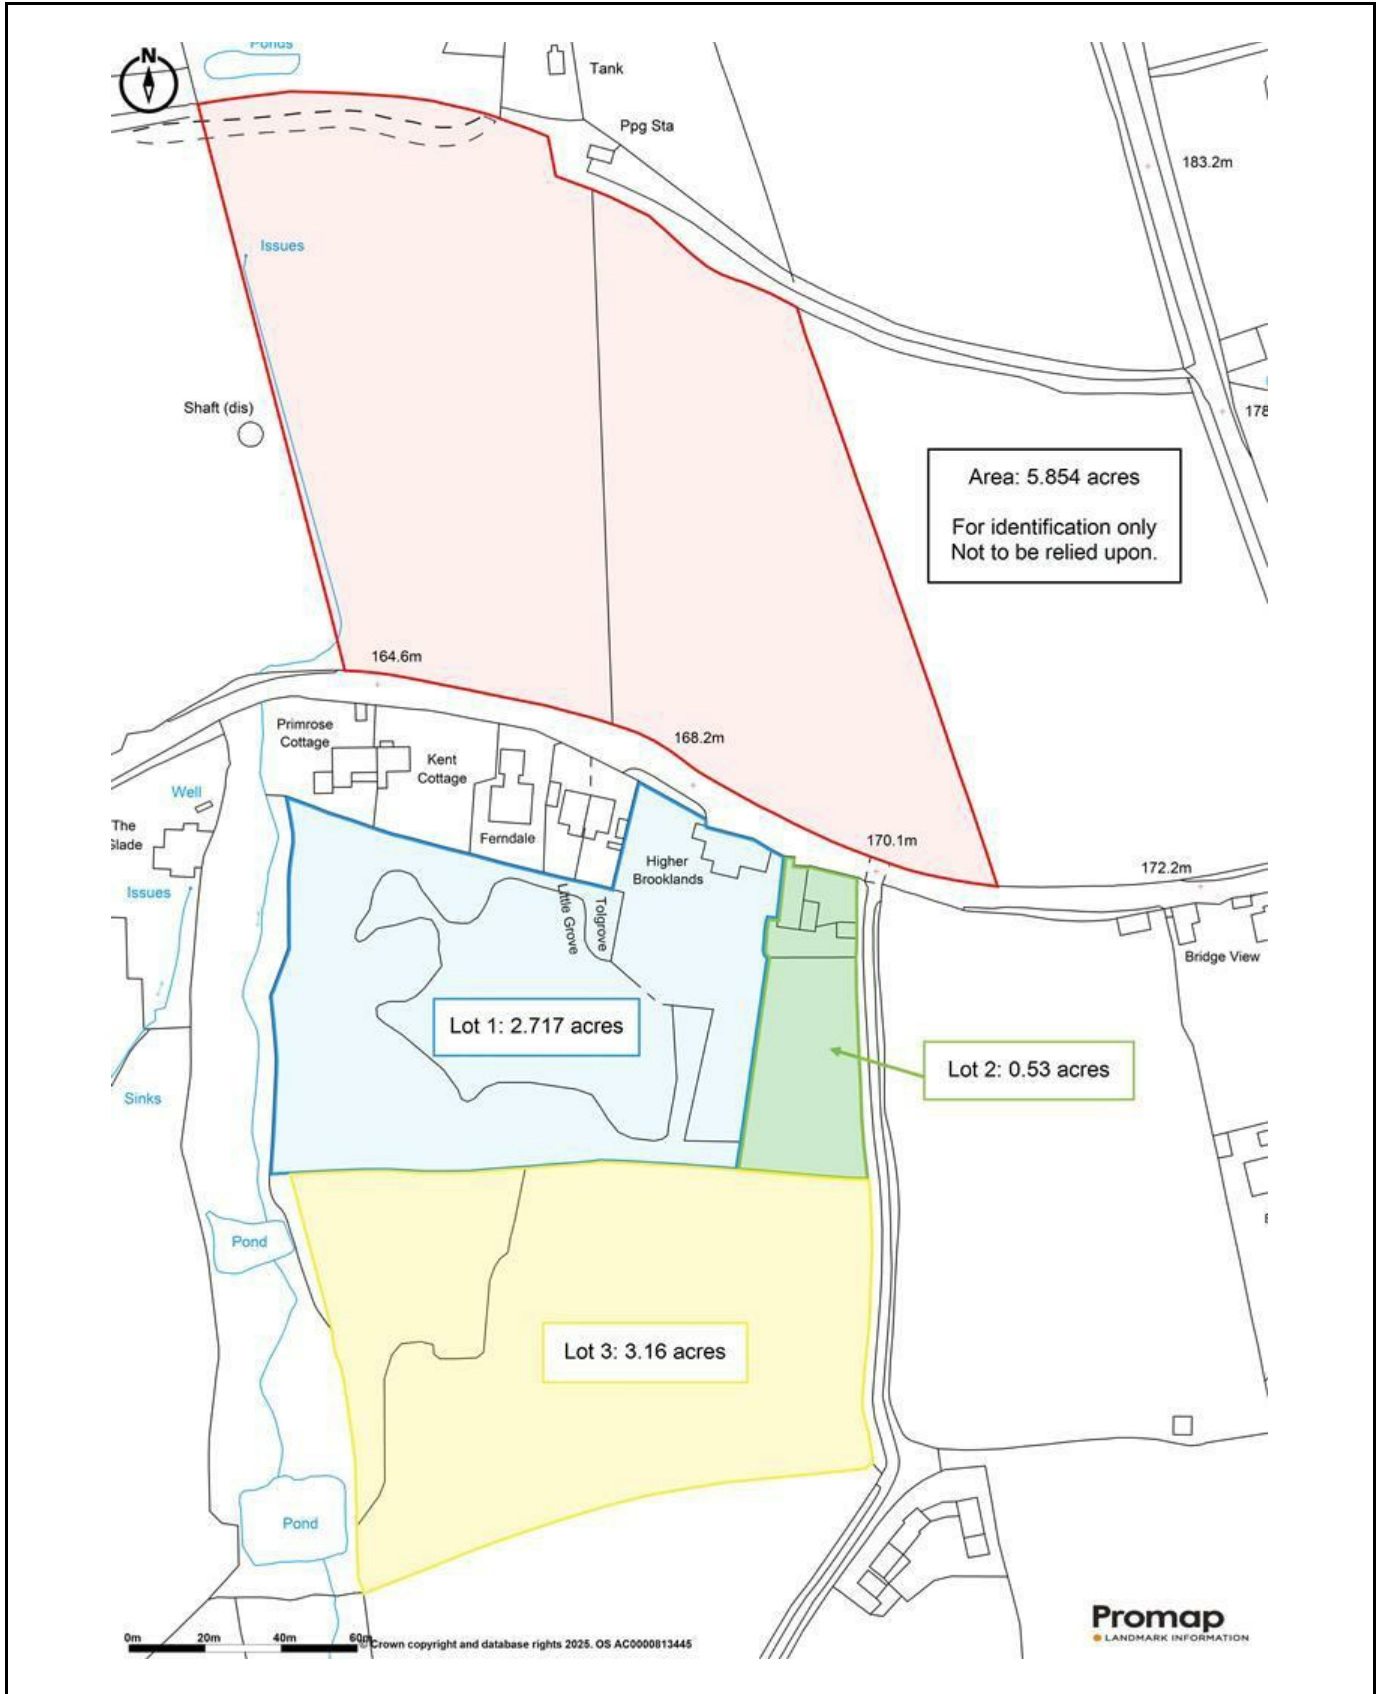 N
Ponds
Tank
Ppg Sta
183.2m
Issues
178
Shaft (dis)
Area: 5.854 acres
For identification only
Not to be relied upon.
164.6m
168.2m
Primrose
Cottage
Kent
Cottage
Well
The
Slade
Ferndale
170.1m
Higher
Brooklands
172.2m
Issues
Little Grove
Tolgrove
Bridge View
Lot 1: 2.717 acres
Lot 2: 0.53 acres
Sinks
Pond
Lot 3: 3.16 acres
Pond
Promap
LANDMARK INFORMATION
0m 20m 40m 60m
© Crown copyright and database rights 2025. OS AC0000813445